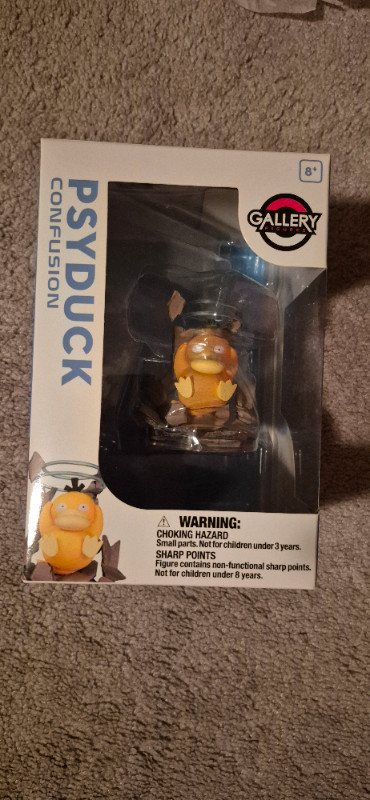 8+
GALLERY
FIGURES
PSYDUCK
CONFUSION
WARNING:
CHOKING HAZARD
Small parts. Not for children under 3 years.
SHARP POINTS
Figure contains non-functional sharp points.
Not for children under 8 years.